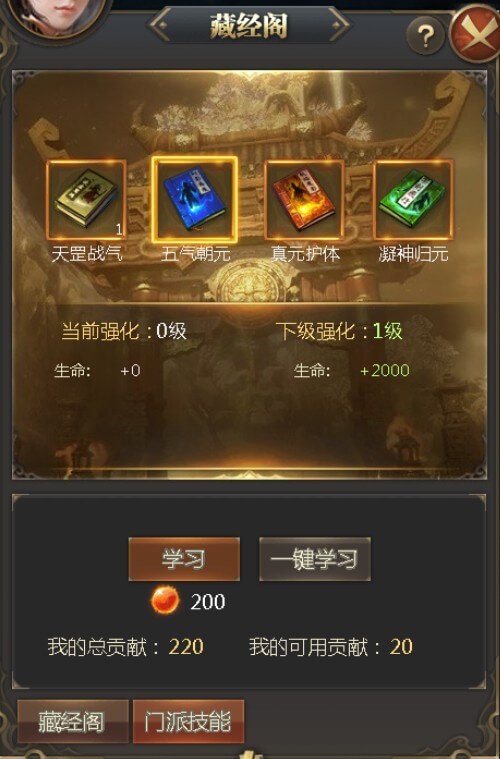 藏经阁
?
1
天罡战气 五气朝元 真元护体 凝神归元
当前强化：0级 下级强化：1级
生命: +0 生命: +2000
学习 一键学习
200
我的总贡献：220 我的可用贡献：20
藏经阁 门派技能